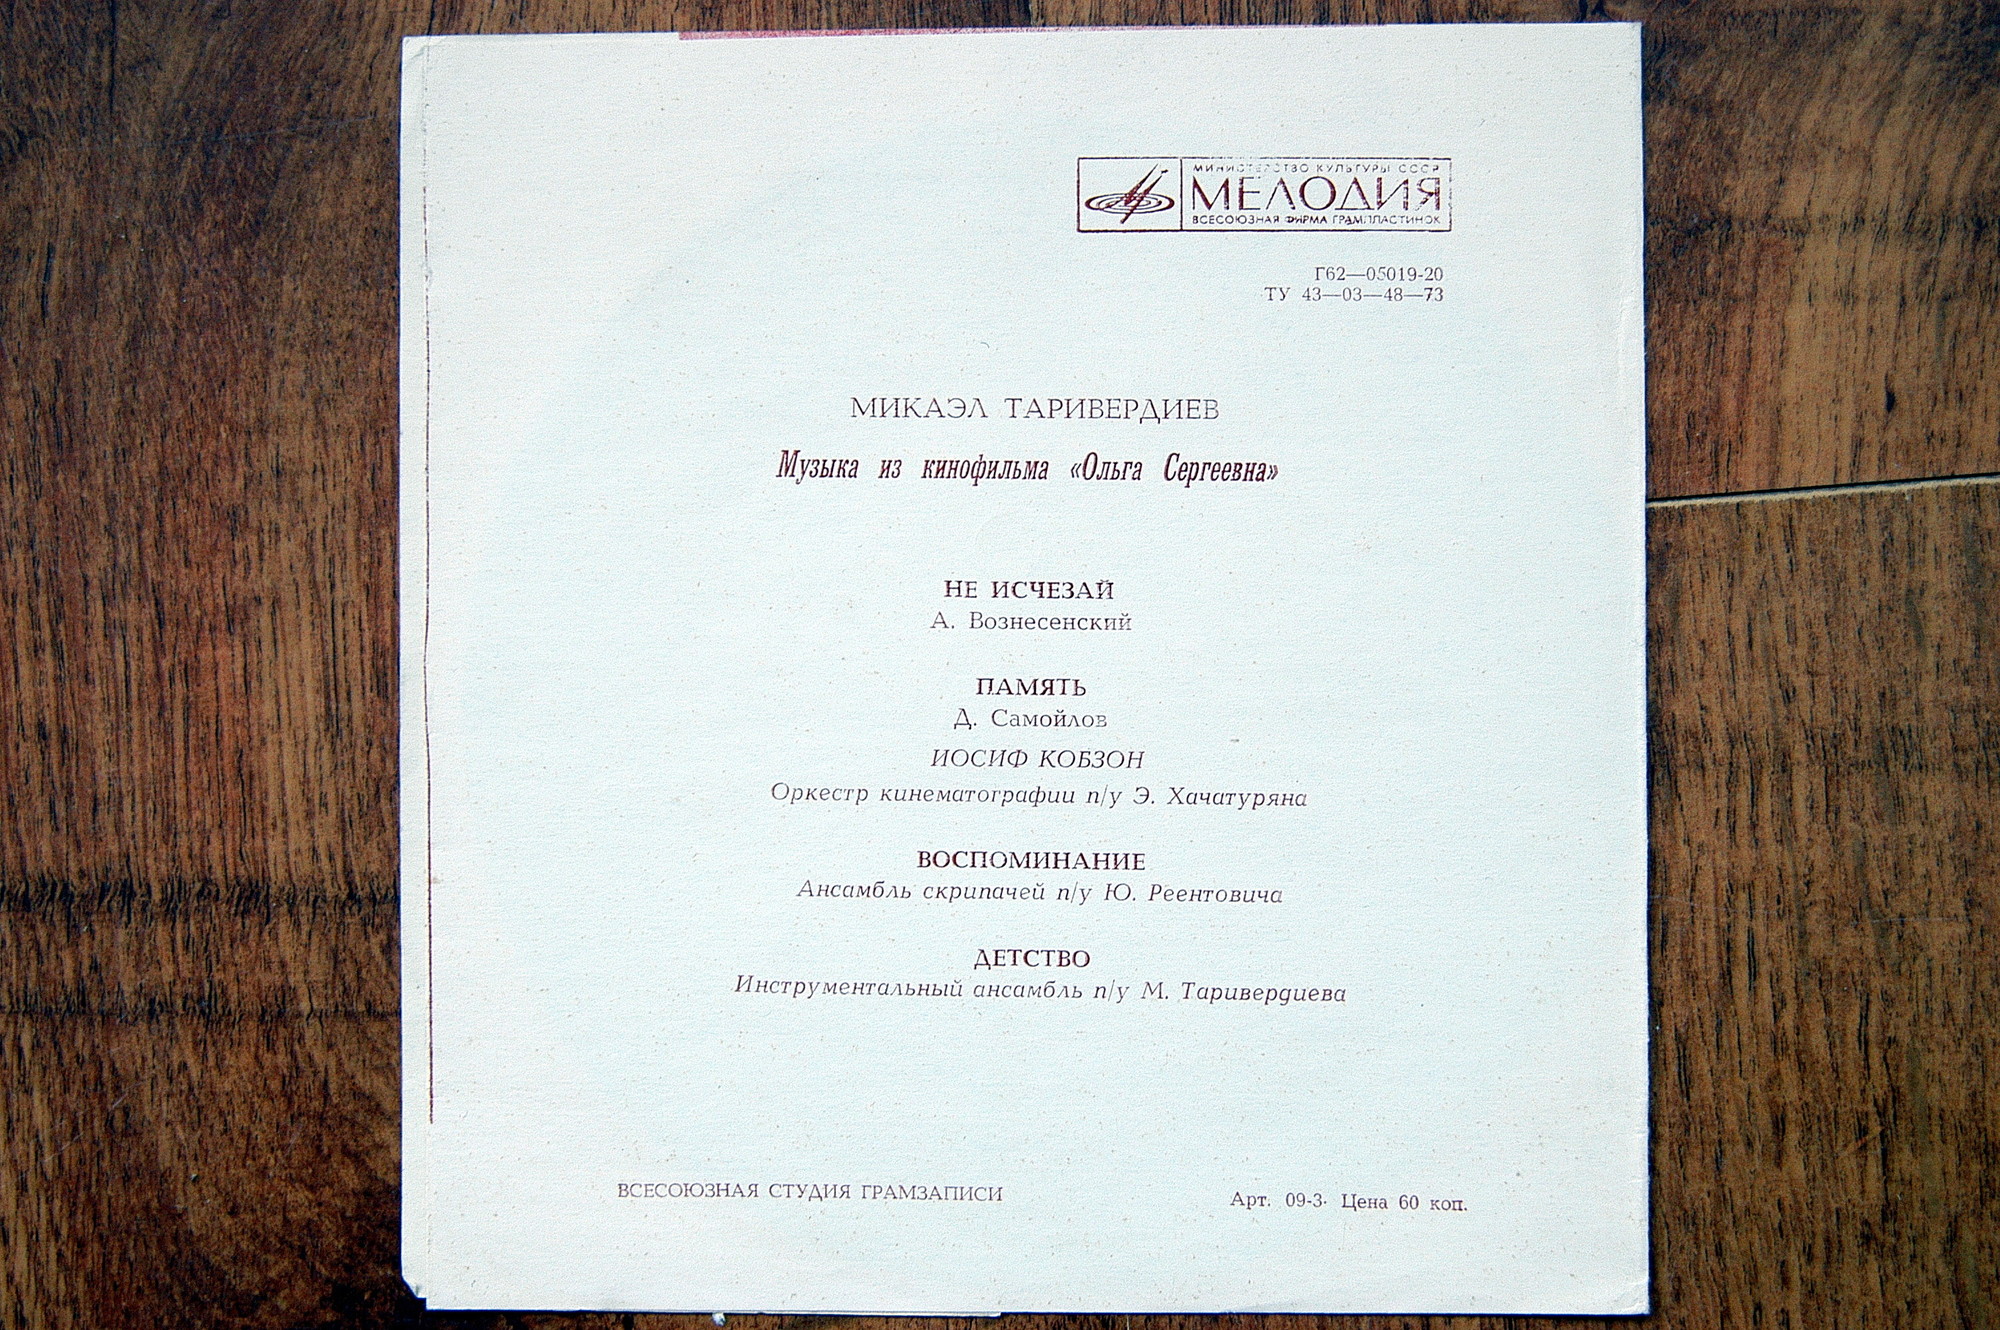 МИНИСТЕРСТВО КУЛЬТУРЫ СССР
МЕЛОДИЯ
ВСЕСОЮЗНАЯ ФИРМА ГРАМПЛАСТИНОК
Г62—05019-20
ТУ 43—03—48—73
МИКАЭЛ ТАРИВЕРДИЕВ
Музыка из кинофильма «Ольга Сергеевна»
НЕ ИСЧЕЗАЙ
А. Вознесенский
ПАМЯТЬ
Д. Самойлов
ИОСИФ КОБЗОН
Оркестр кинематографии п/у Э. Хачатуряна
ВОСПОМИНАНИЕ
Ансамбль скрипачей п/у Ю. Реентовича
ДЕТСТВО
Инструментальный ансамбль п/у М. Таривердиева
ВСЕСОЮЗНАЯ СТУДИЯ ГРАМЗАПИСИ
Арт. 09-3. Цена 60 коп.